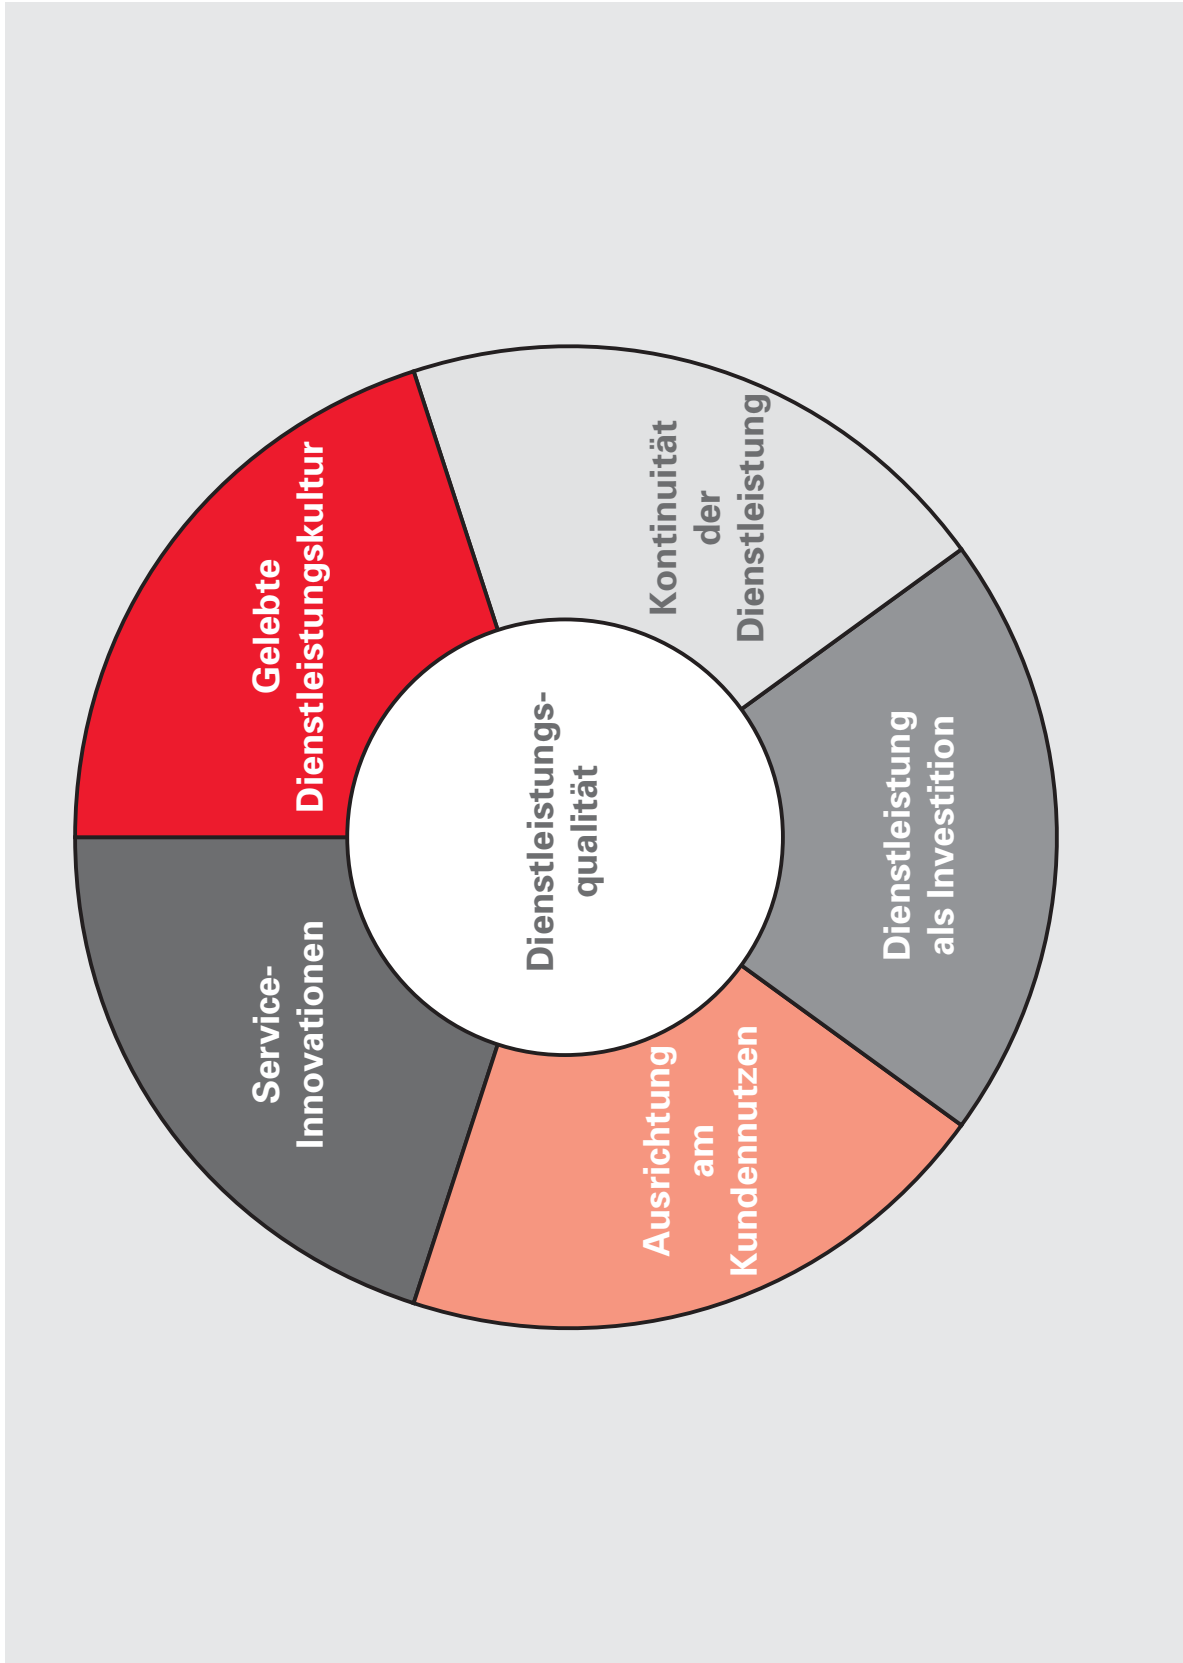 Gelebte
Dienstleistungskultur
Kontinuität
der
Dienstleistung
Dienstleistung
als Investition
Ausrichtung
am
Kundennutzen
Service-
Innovationen
Dienstleistungs-
qualität